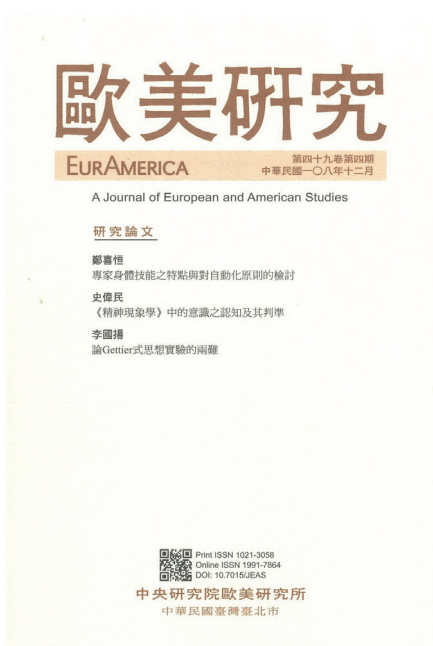 歐美研究
EURAMERICA
第四十九卷第四期
中華民國一〇八年十二月
A Journal of European and American Studies
研究論文
鄭喜恒
專家身體技能之特點與對自動化原則的檢討
史偉民
《精神現象學》中的意識之認知及其判準
李國揚
論Gettier式思想實驗的兩難
Print ISSN 1021-3058
Online ISSN 1991-7864
DOI: 10.7015/JEAS
中央研究院歐美研究所
中華民國臺灣臺北市